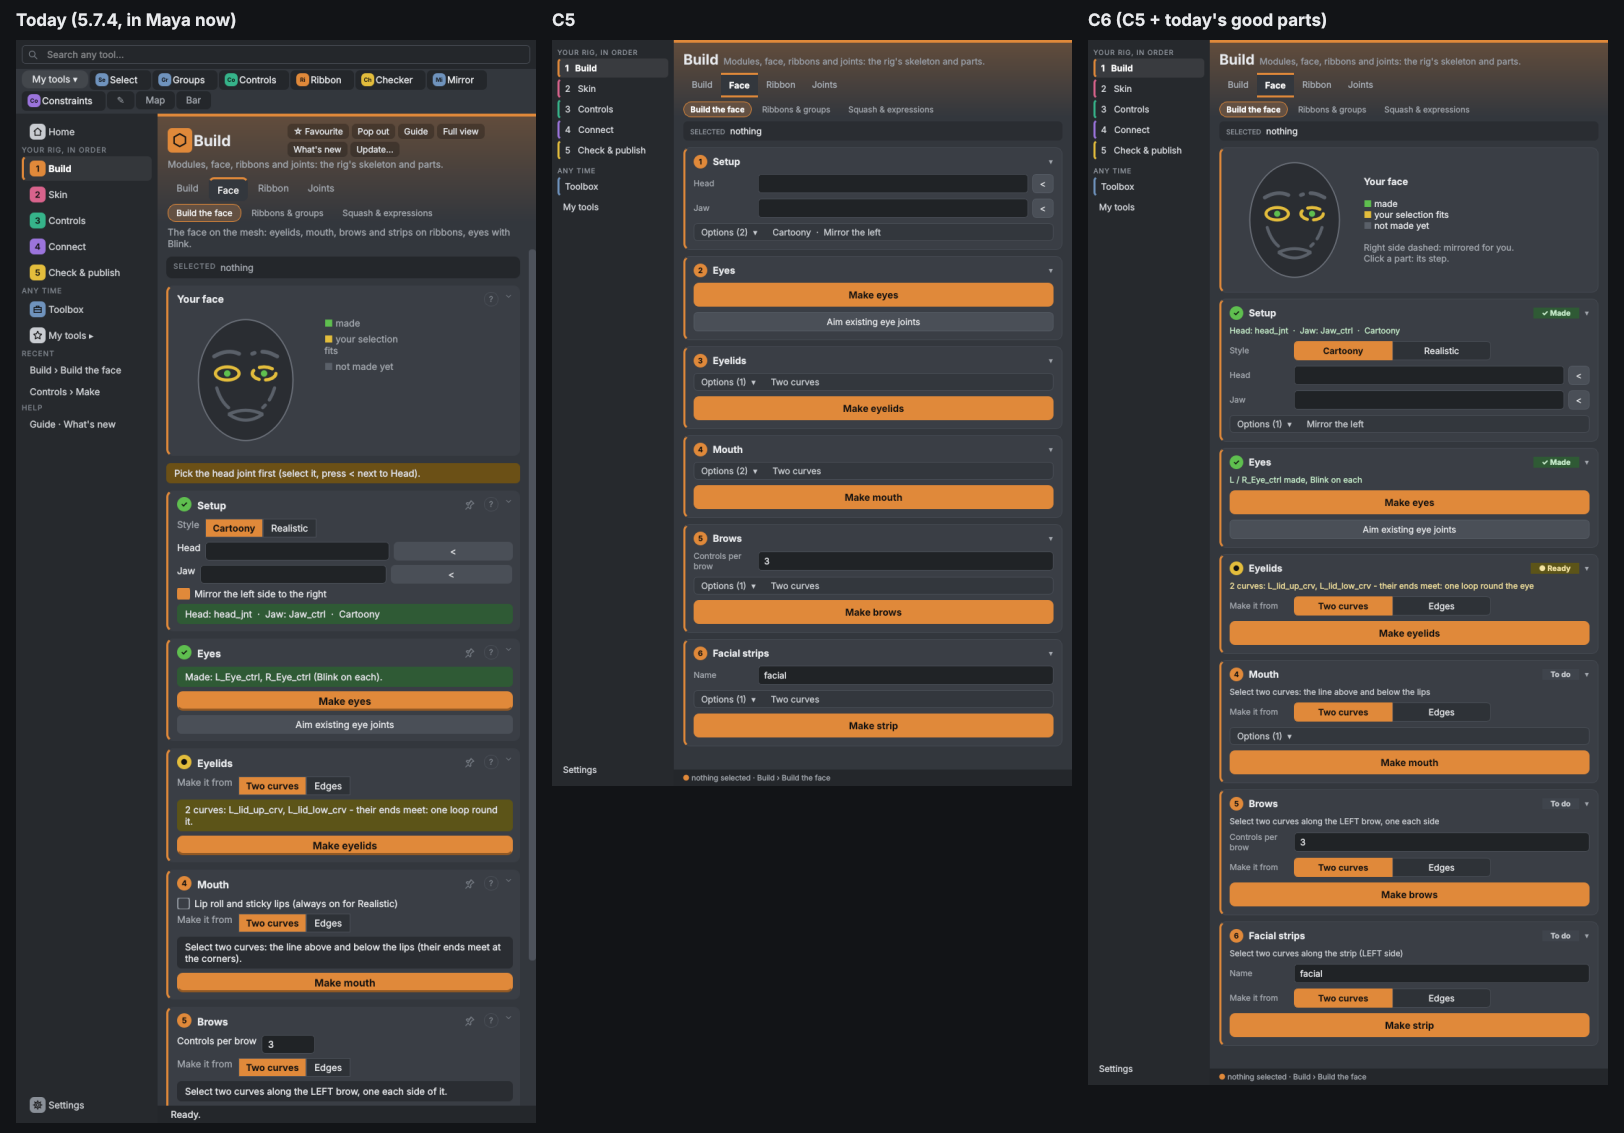 Today (5.7.4, in Maya now)
Search any tool...
My tools ▾
Se Select
Gr Groups
Co Controls
Ri Ribbon
Ch Checker
Mi Mirror
Co Constraints
Map
Bar
Home
YOUR RIG, IN ORDER
1 Build
2 Skin
3 Controls
4 Connect
5 Check & publish
ANY TIME
Toolbox
My tools ▸
RECENT
Build › Build the face
Controls › Make
HELP
Guide · What's new
Settings
Build
☆ Favourite
Pop out
Guide
Full view
What's new
Update...
Modules, face, ribbons and joints: the rig's skeleton and parts.
Build
Face
Ribbon
Joints
Build the face
Ribbons & groups
Squash & expressions
The face on the mesh: eyelids, mouth, brows and strips on ribbons, eyes with
Blink.
SELECTED nothing
Your face
?
made
your selection
fits
not made yet
Pick the head joint first (select it, press < next to Head).
✓ Setup
?
Style
Cartoony
Realistic
Head
<
Jaw
<
Mirror the left side to the right
Head: head_jnt · Jaw: Jaw_ctrl · Cartoony
✓ Eyes
?
Made: L_Eye_ctrl, R_Eye_ctrl (Blink on each).
Make eyes
Aim existing eye joints
Eyelids
?
Make it from
Two curves
Edges
2 curves: L_lid_up_crv, L_lid_low_crv - their ends meet: one loop round
it.
Make eyelids
4 Mouth
?
Lip roll and sticky lips (always on for Realistic)
Make it from
Two curves
Edges
Select two curves: the line above and below the lips (their ends meet at
the corners).
Make mouth
5 Brows
?
Controls per brow
3
Make it from
Two curves
Edges
Select two curves along the LEFT brow, one each side of it.
Ready.
C5
YOUR RIG, IN ORDER
1 Build
2 Skin
3 Controls
4 Connect
5 Check & publish
ANY TIME
Toolbox
My tools
Settings
Build Modules, face, ribbons and joints: the rig's skeleton and parts.
Build
Face
Ribbon
Joints
Build the face
Ribbons & groups
Squash & expressions
SELECTED nothing
1 Setup ▾
Head
<
Jaw
<
Options (2) ▾ Cartoony · Mirror the left
2 Eyes ▾
Make eyes
Aim existing eye joints
3 Eyelids ▾
Options (1) ▾ Two curves
Make eyelids
4 Mouth ▾
Options (2) ▾ Two curves
Make mouth
5 Brows ▾
Controls per
brow
3
Options (1) ▾ Two curves
Make brows
6 Facial strips ▾
Name
facial
Options (1) ▾ Two curves
Make strip
nothing selected · Build › Build the face
C6 (C5 + today's good parts)
YOUR RIG, IN ORDER
1 Build
2 Skin
3 Controls
4 Connect
5 Check & publish
ANY TIME
Toolbox
My tools
Settings
Build Modules, face, ribbons and joints: the rig's skeleton and parts.
Build
Face
Ribbon
Joints
Build the face
Ribbons & groups
Squash & expressions
SELECTED nothing
Your face
made
your selection fits
not made yet
Right side dashed: mirrored for you.
Click a part: its step.
✓ Setup
✓ Made ▾
Head: head_jnt · Jaw: Jaw_ctrl · Cartoony
Style
Cartoony
Realistic
Head
<
Jaw
<
Options (1) ▾ Mirror the left
✓ Eyes
✓ Made ▾
L / R_Eye_ctrl made, Blink on each
Make eyes
Aim existing eye joints
Eyelids
Ready ▾
2 curves: L_lid_up_crv, L_lid_low_crv - their ends meet: one loop round the eye
Make it from
Two curves
Edges
Make eyelids
4 Mouth
To do ▾
Select two curves: the line above and below the lips
Make it from
Two curves
Edges
Options (1) ▾
Make mouth
5 Brows
To do ▾
Select two curves along the LEFT brow, one each side
Controls per
brow
3
Make it from
Two curves
Edges
Make brows
6 Facial strips
To do ▾
Select two curves along the strip (LEFT side)
Name
facial
Make it from
Two curves
Edges
Make strip
nothing selected · Build › Build the face